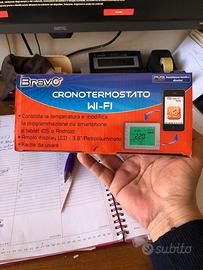 BRAVO
CRONOTERMOSTATO
WI-FI
• Controlla la temperatura e modifica
la programmazione da smartphone
e tablet iOS o Android
• Ampio display LCD - 3.8" Retroilluminato
• Facile da usare
subito